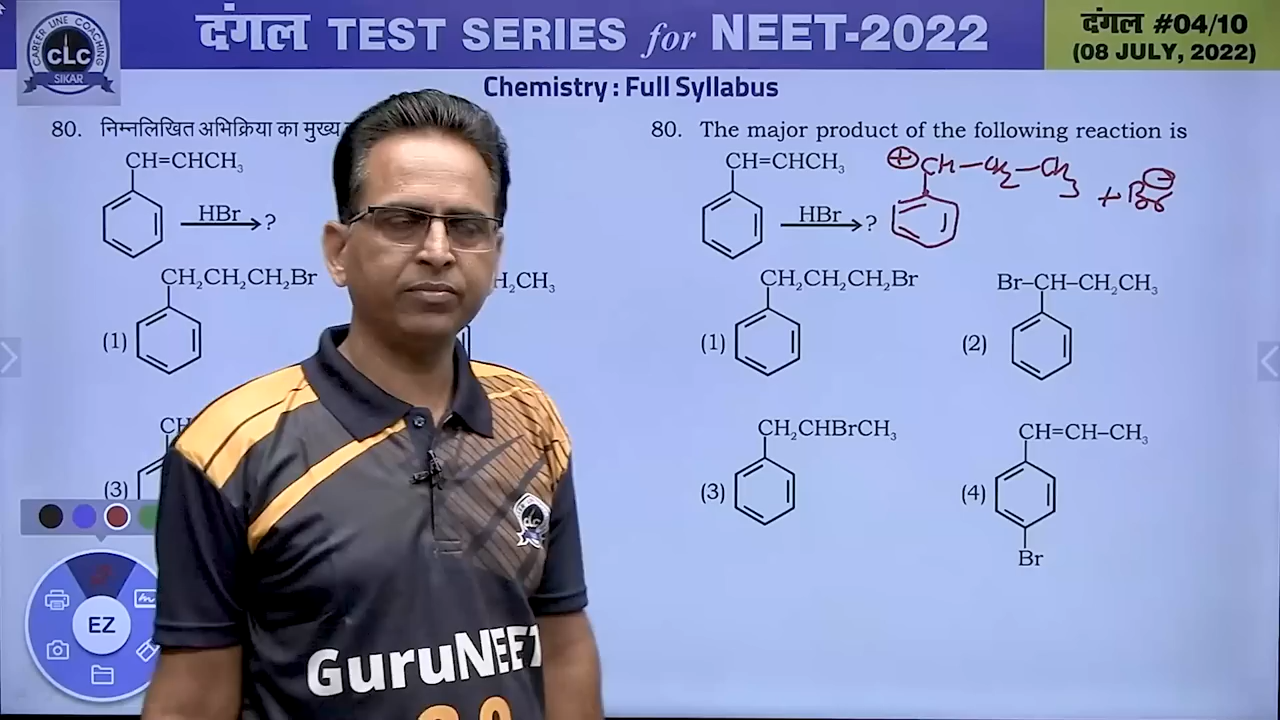 CAREER LINE COACHING
CLC
SIKAR
दंगल TEST SERIES for NEET-2022
दंगल #04/10
(08 JULY, 2022)
Chemistry : Full Syllabus
80. निम्नलिखित अभिक्रिया का मुख्य
CH=CHCH₃
HBr
?
CH₂CH₂CH₂Br
H₂CH₃
(1)
CH
(3)
80. The major product of the following reaction is
CH=CHCH₃
HBr
?
⊕ CH–CH₂–CH₃ + Br⊖
CH₂CH₂CH₂Br
Br–CH–CH₂CH₃
(1)
(2)
CH₂CHBrCH₃
CH=CH–CH₃
(3)
(4)
Br
EZ
CLC
GuruNEET